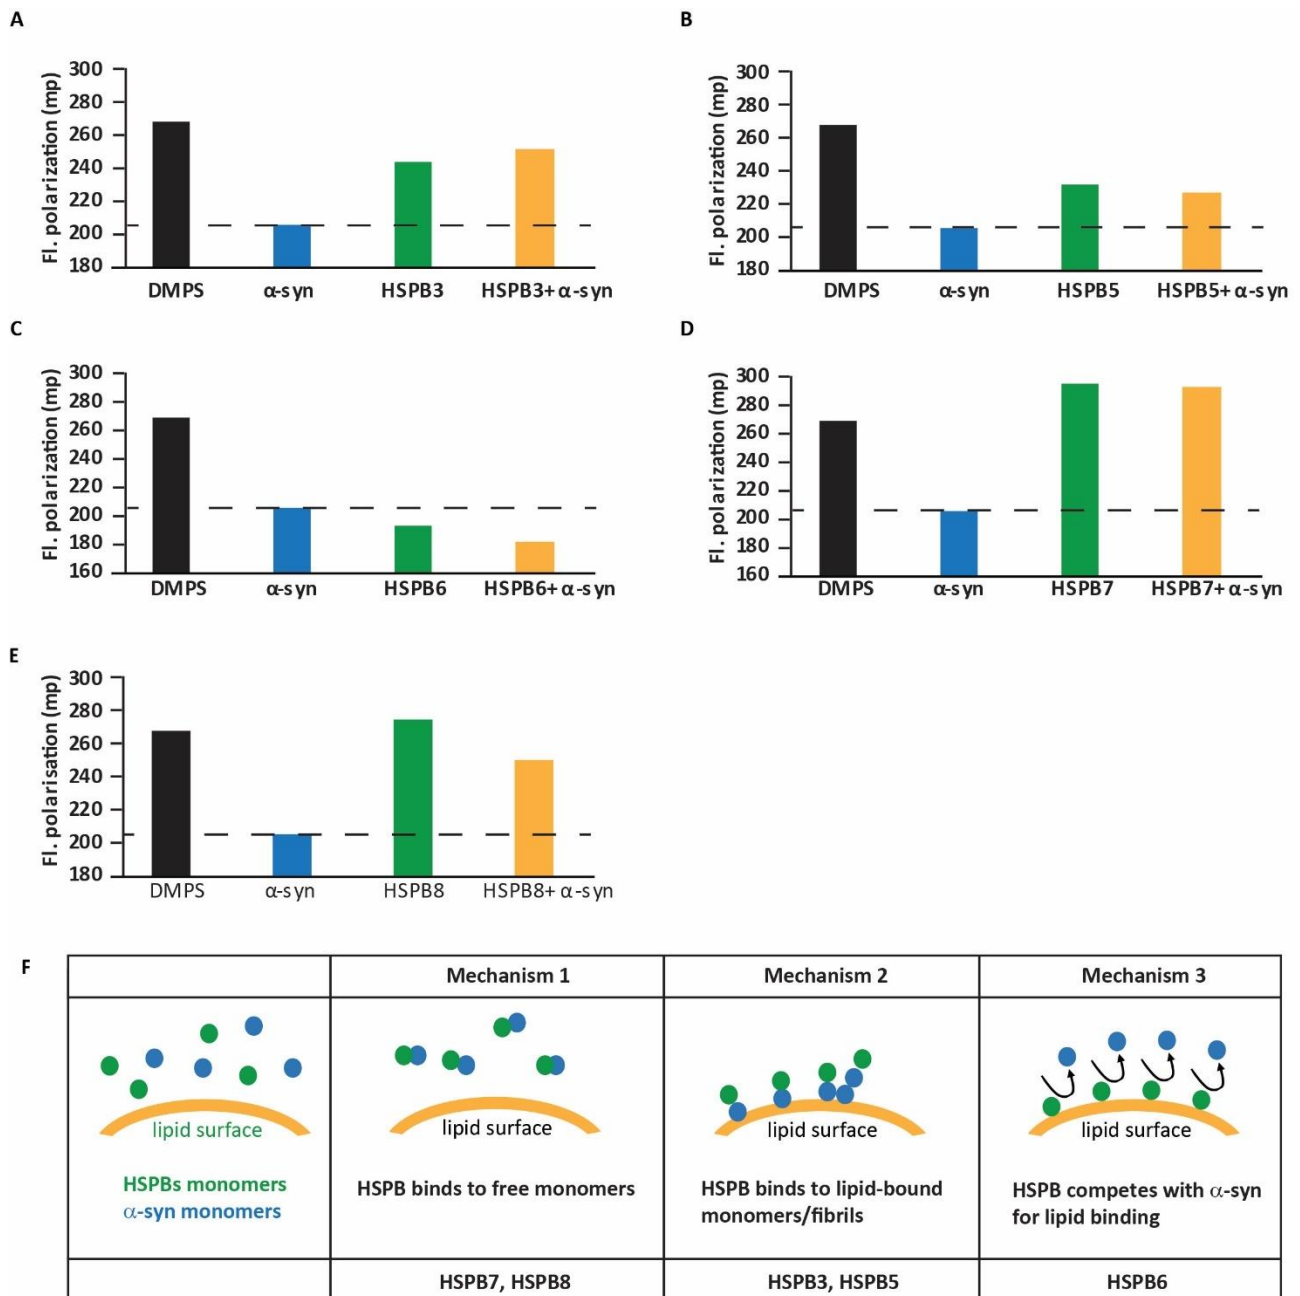 A
Fl. polarization (mp)
300
280
260
240
220
200
180
DMPS α-syn HSPB3 HSPB3+ α-syn
B
Fl. polarization (mp)
300
280
260
240
220
200
180
DMPS α-syn HSPB5 HSPB5+ α-syn
C
Fl. polarization (mp)
300
280
260
240
220
200
180
160
DMPS α-syn HSPB6 HSPB6+ α-syn
D
Fl. polarization (mp)
300
280
260
240
220
200
180
160
DMPS α-syn HSPB7 HSPB7+ α-syn
E
Fl. polarisation (mp)
300
280
260
240
220
200
180
DMPS α-syn HSPB8 HSPB8+ α-syn
F
Mechanism 1 Mechanism 2 Mechanism 3
lipid surface
HSPBs monomers
α-syn monomers
lipid surface
HSPB binds to free monomers
lipid surface
HSPB binds to lipid-bound
monomers/fibrils
lipid surface
HSPB competes with α-syn
for lipid binding
HSPB7, HSPB8 HSPB3, HSPB5 HSPB6